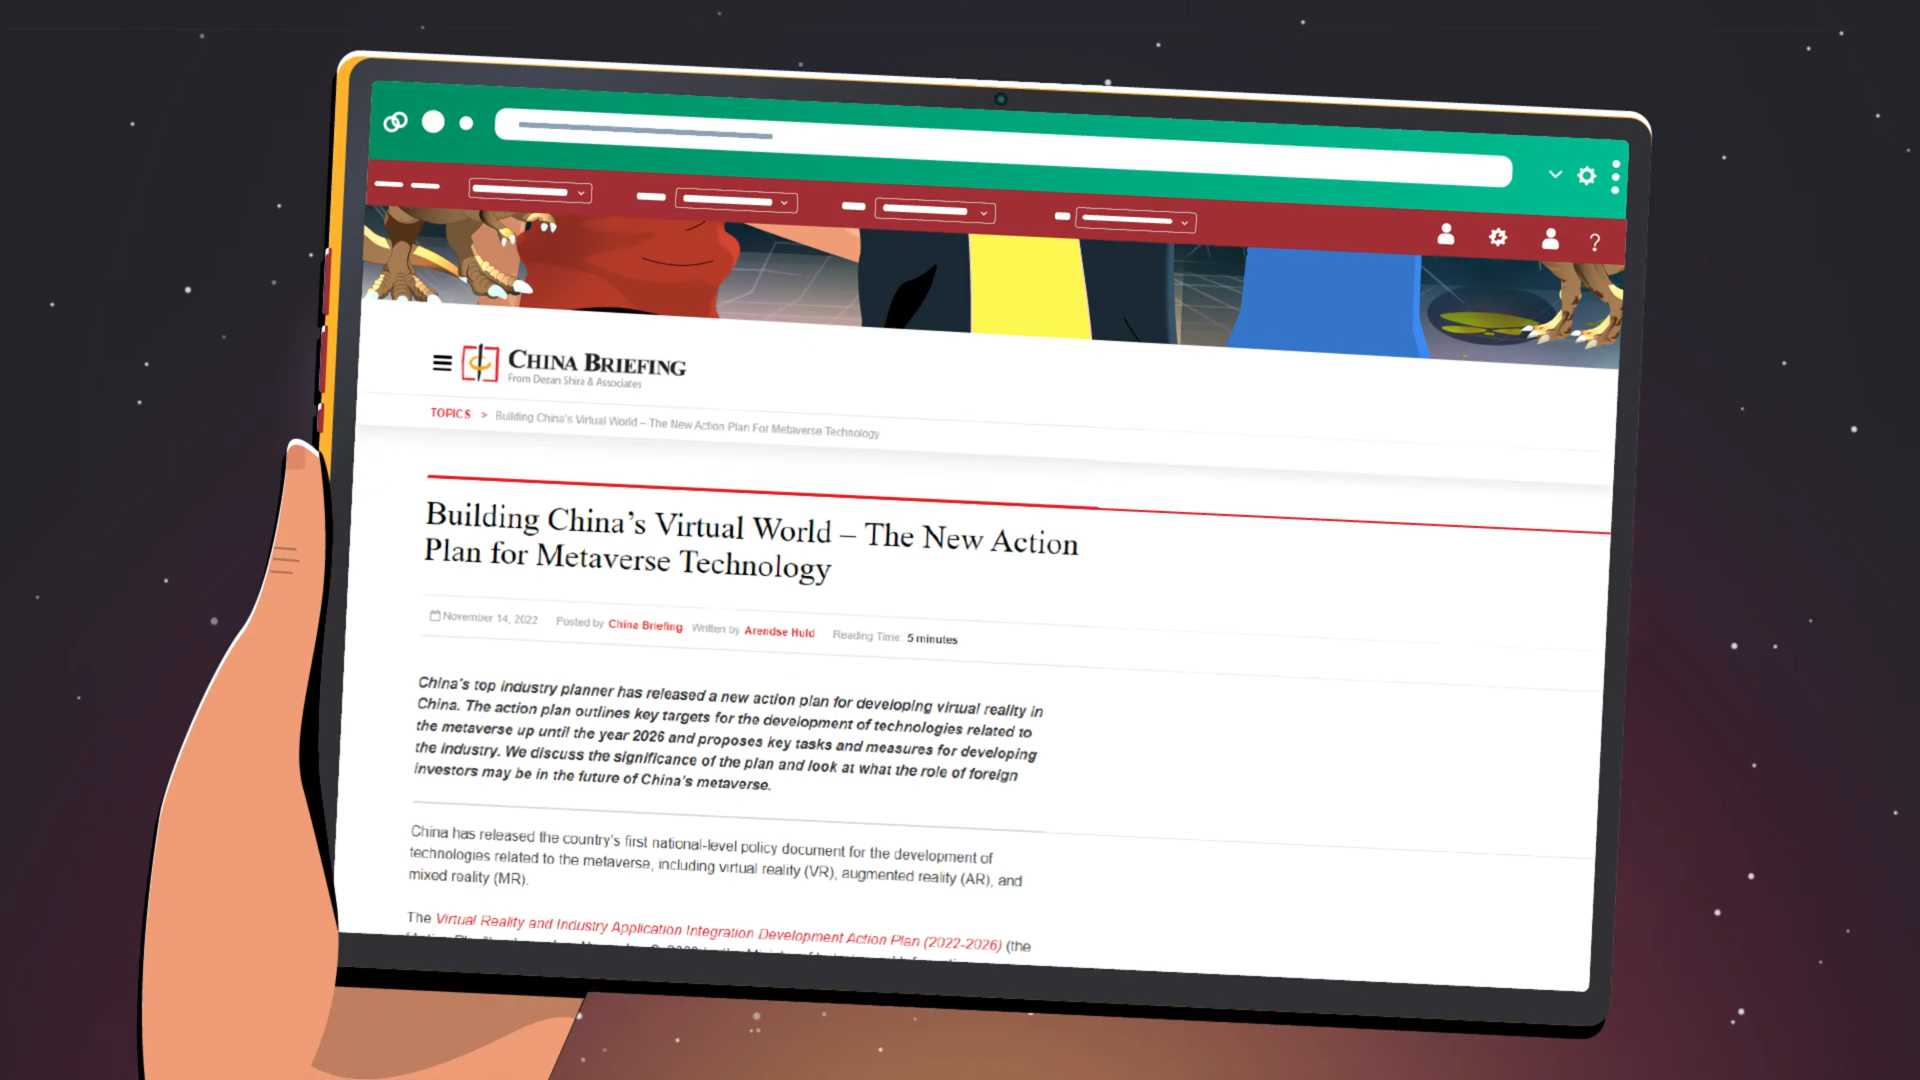 CHINA BRIEFING
From Dezan Shira & Associates
TOPICS > Building China's Virtual World – The New Action Plan For Metaverse Technology
Building China's Virtual World – The New Action
Plan for Metaverse Technology
November 14, 2022 Posted by China Briefing Written by Arendse Huld Reading Time: 5 minutes
China's top industry planner has released a new action plan for developing virtual reality in
China. The action plan outlines key targets for the development of technologies related to
the metaverse up until the year 2026 and proposes key tasks and measures for developing
the industry. We discuss the significance of the plan and look at what the role of foreign
investors may be in the future of China's metaverse.
China has released the country's first national-level policy document for the development of
technologies related to the metaverse, including virtual reality (VR), augmented reality (AR), and
mixed reality (MR).
The Virtual Reality and Industry Application Integration Development Action Plan (2022-2026) (the
?